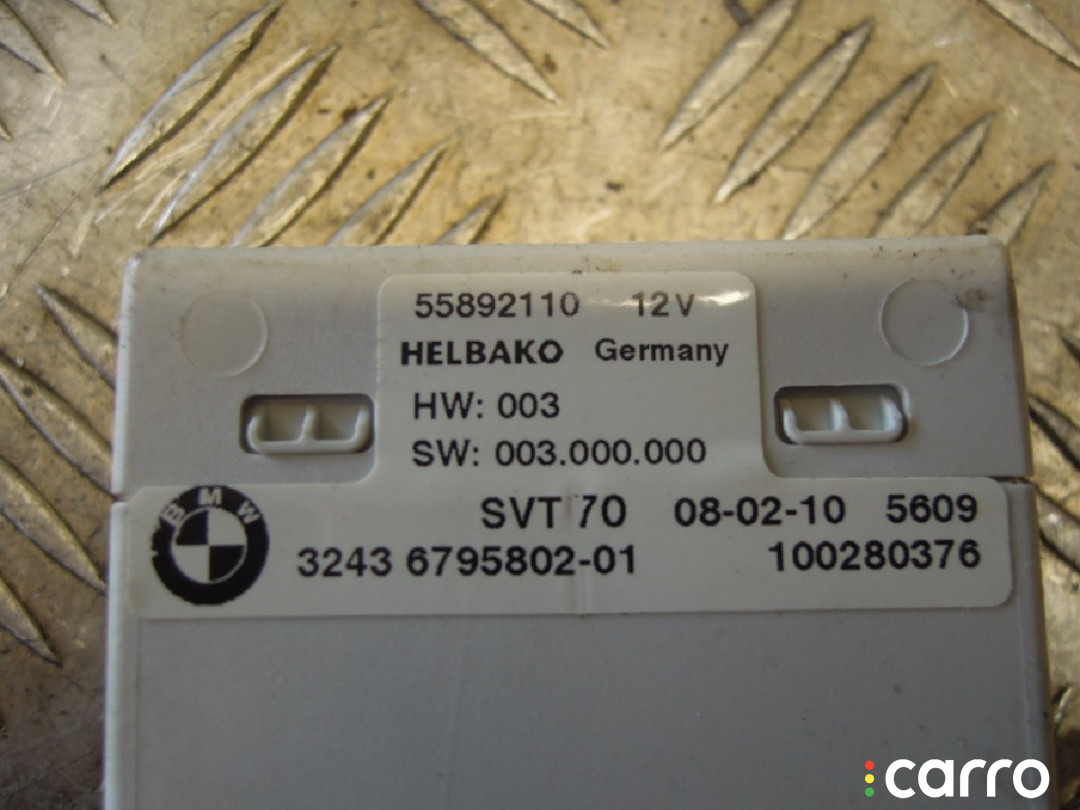 55892110 12V
HELBAKO Germany
HW: 003
SW: 003.000.000
BMW
SVT 70 08-02-10 5609
3243 6795802-01 100280376
carro